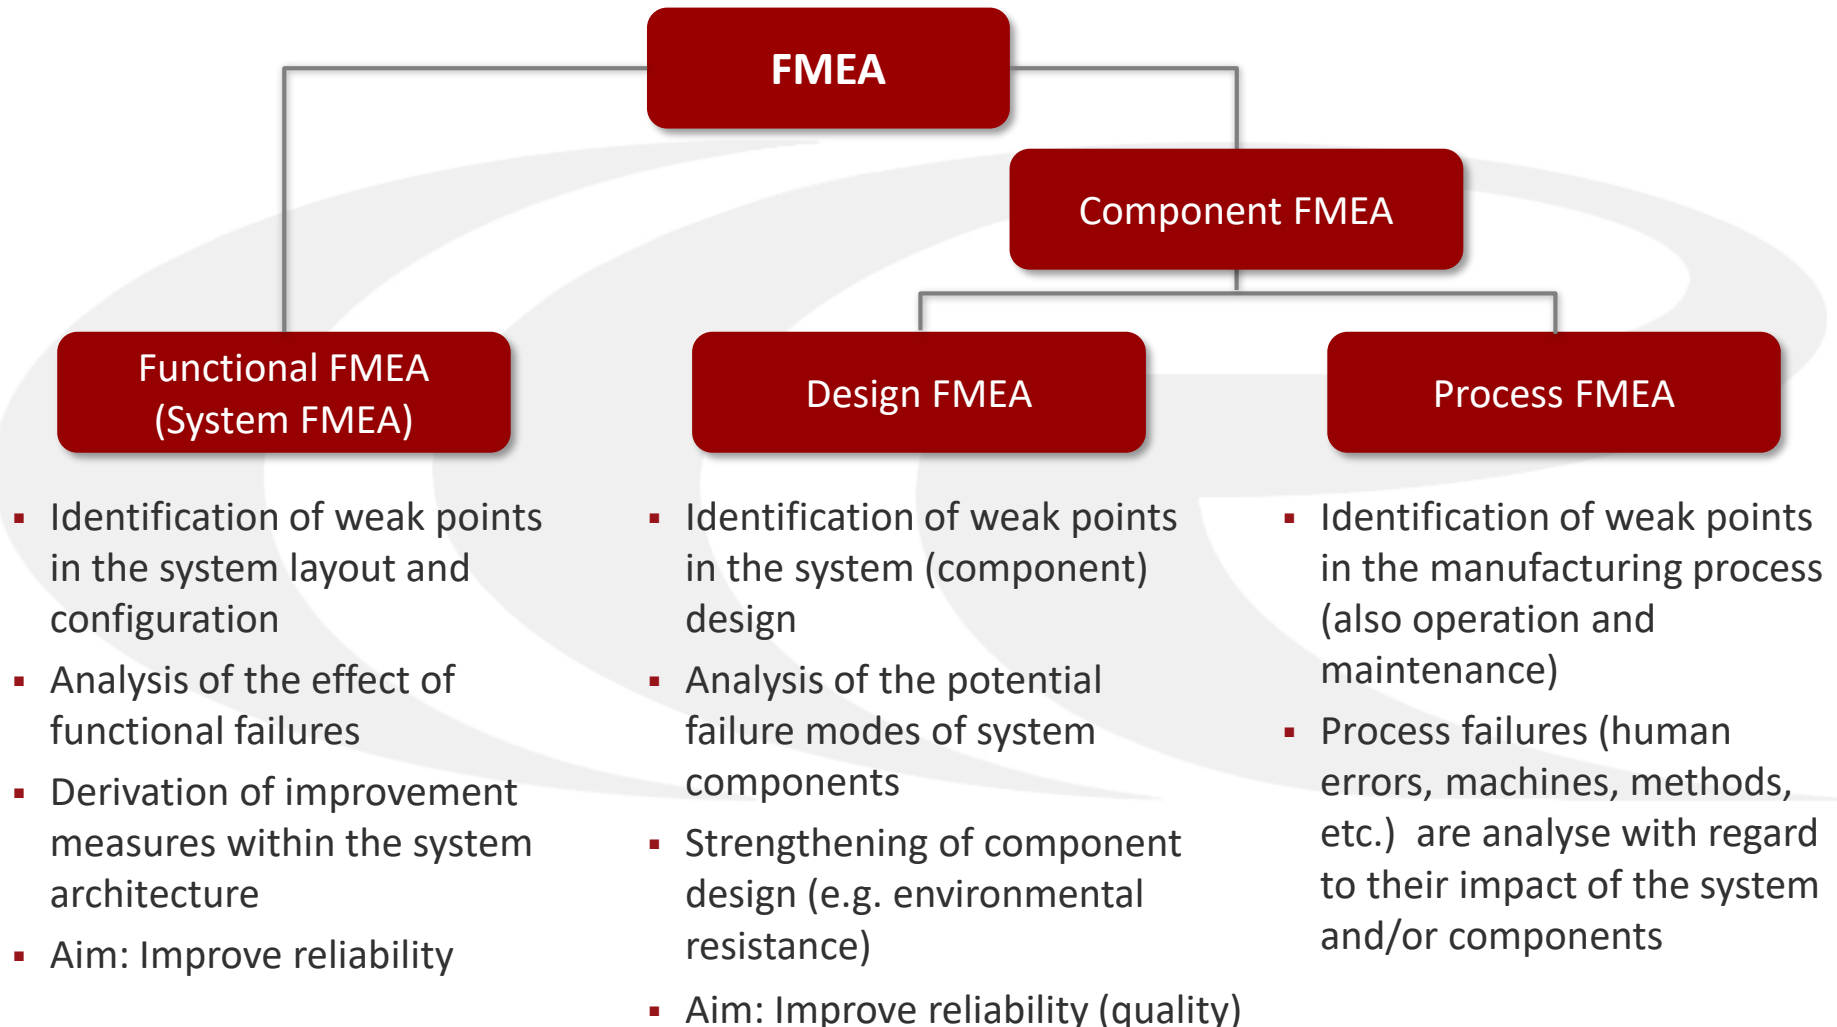 FMEA
Component FMEA
Functional FMEA
(System FMEA)
Design FMEA
Process FMEA
▪ Identification of weak points
in the system layout and
configuration
▪ Analysis of the effect of
functional failures
▪ Derivation of improvement
measures within the system
architecture
▪ Aim: Improve reliability
▪ Identification of weak points
in the system (component)
design
▪ Analysis of the potential
failure modes of system
components
▪ Strengthening of component
design (e.g. environmental
resistance)
▪ Aim: Improve reliability (quality)
▪ Identification of weak points
in the manufacturing process
(also operation and
maintenance)
▪ Process failures (human
errors, machines, methods,
etc.)  are analyse with regard
to their impact of the system
and/or components